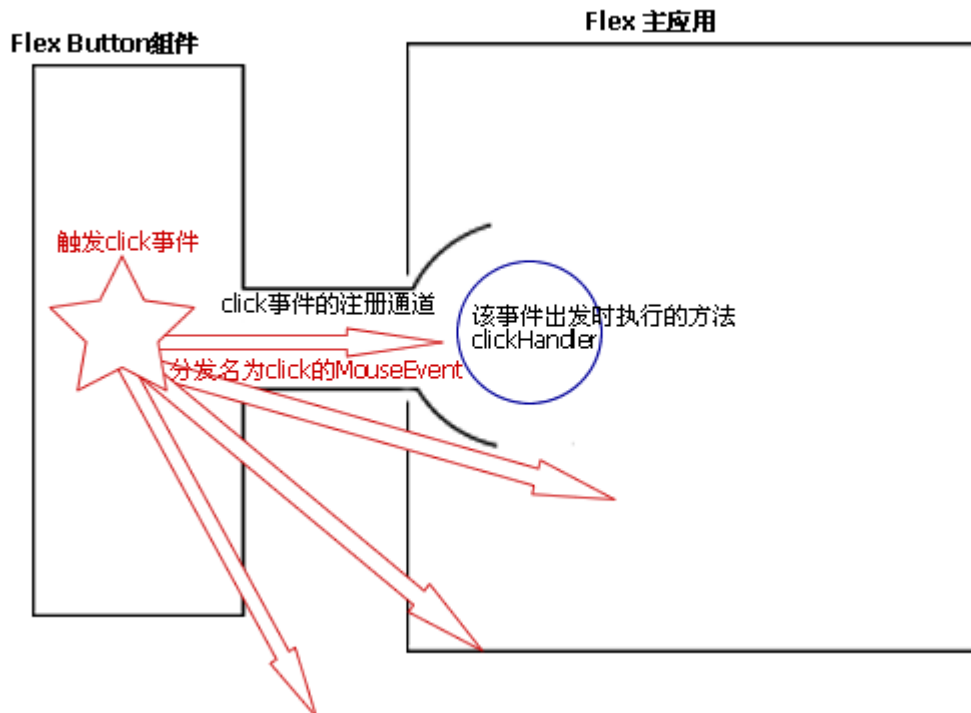 Flex 主应用
Flex Button组件
触发click事件
click事件的注册通道
该事件出发时执行的方法
clickHandler
分发名为click的MouseEvent